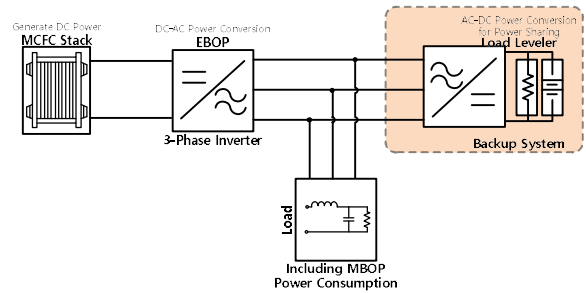 Generate DC Power
MCFC Stack
DC-AC Power Conversion
EBOP
3-Phase Inverter
AC-DC Power Conversion
for Power Sharing
Load Leveler
Backup System
Load
Including MBOP
Power Consumption